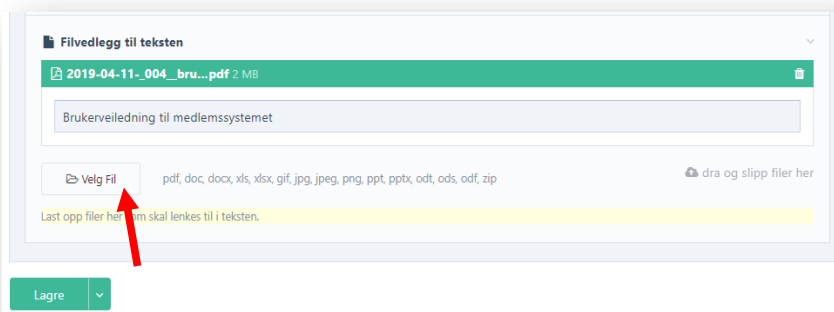 Filvedlegg til teksten
2019-04-11-_004__bru...pdf 2 MB
Brukerveiledning til medlemssystemet
Velg Fil pdf, doc, docx, xls, xlsx, gif, jpg, jpeg, png, ppt, pptx, odt, ods, odf, zip dra og slipp filer her
Last opp filer her som skal lenkes til i teksten.
Lagre